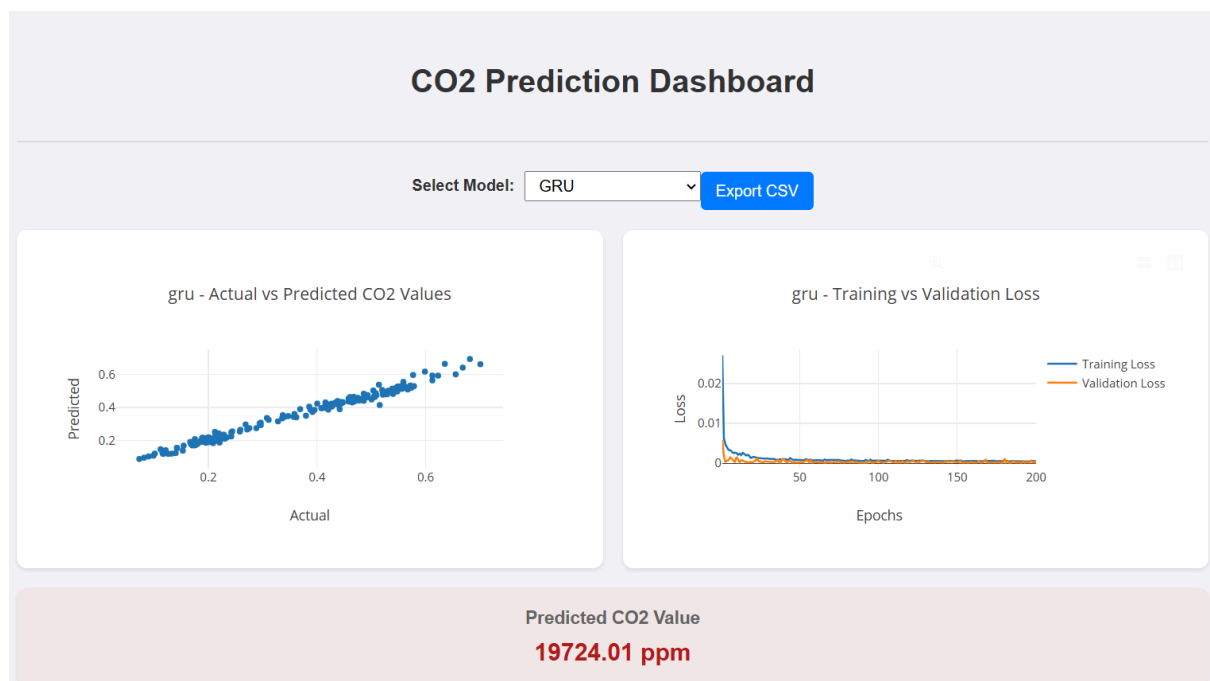 CO2 Prediction Dashboard
Select Model: GRU Export CSV
gru - Actual vs Predicted CO2 Values
Predicted
0.6
0.4
0.2
0.2 0.4 0.6
Actual
gru - Training vs Validation Loss
Loss
0.02
0.01
0
50 100 150 200
Epochs
Training Loss
Validation Loss
Predicted CO2 Value
19724.01 ppm